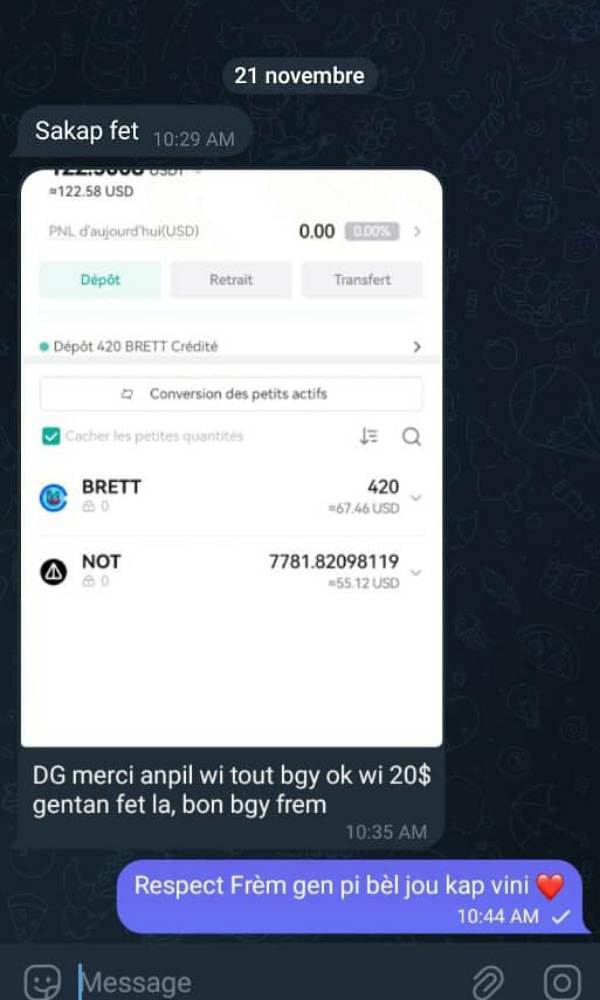 21 novembre
Sakap fet 10:29 AM
≈122.58 USD
PNL d'aujourd'hui(USD) 0.00 0.00%
Dépôt Retrait Transfert
Dépôt 420 BRETT Crédité
Conversion des petits actifs
Cacher les petites quantités
BRETT 420
0 ≈67.46 USD
NOT 7781.82098119
0 ≈55.12 USD
DG merci anpil wi tout bgy ok wi 20$
gentan fet la, bon bgy frem
10:35 AM
Respect Frèm gen pi bèl jou kap vini ❤️
10:44 AM
Message